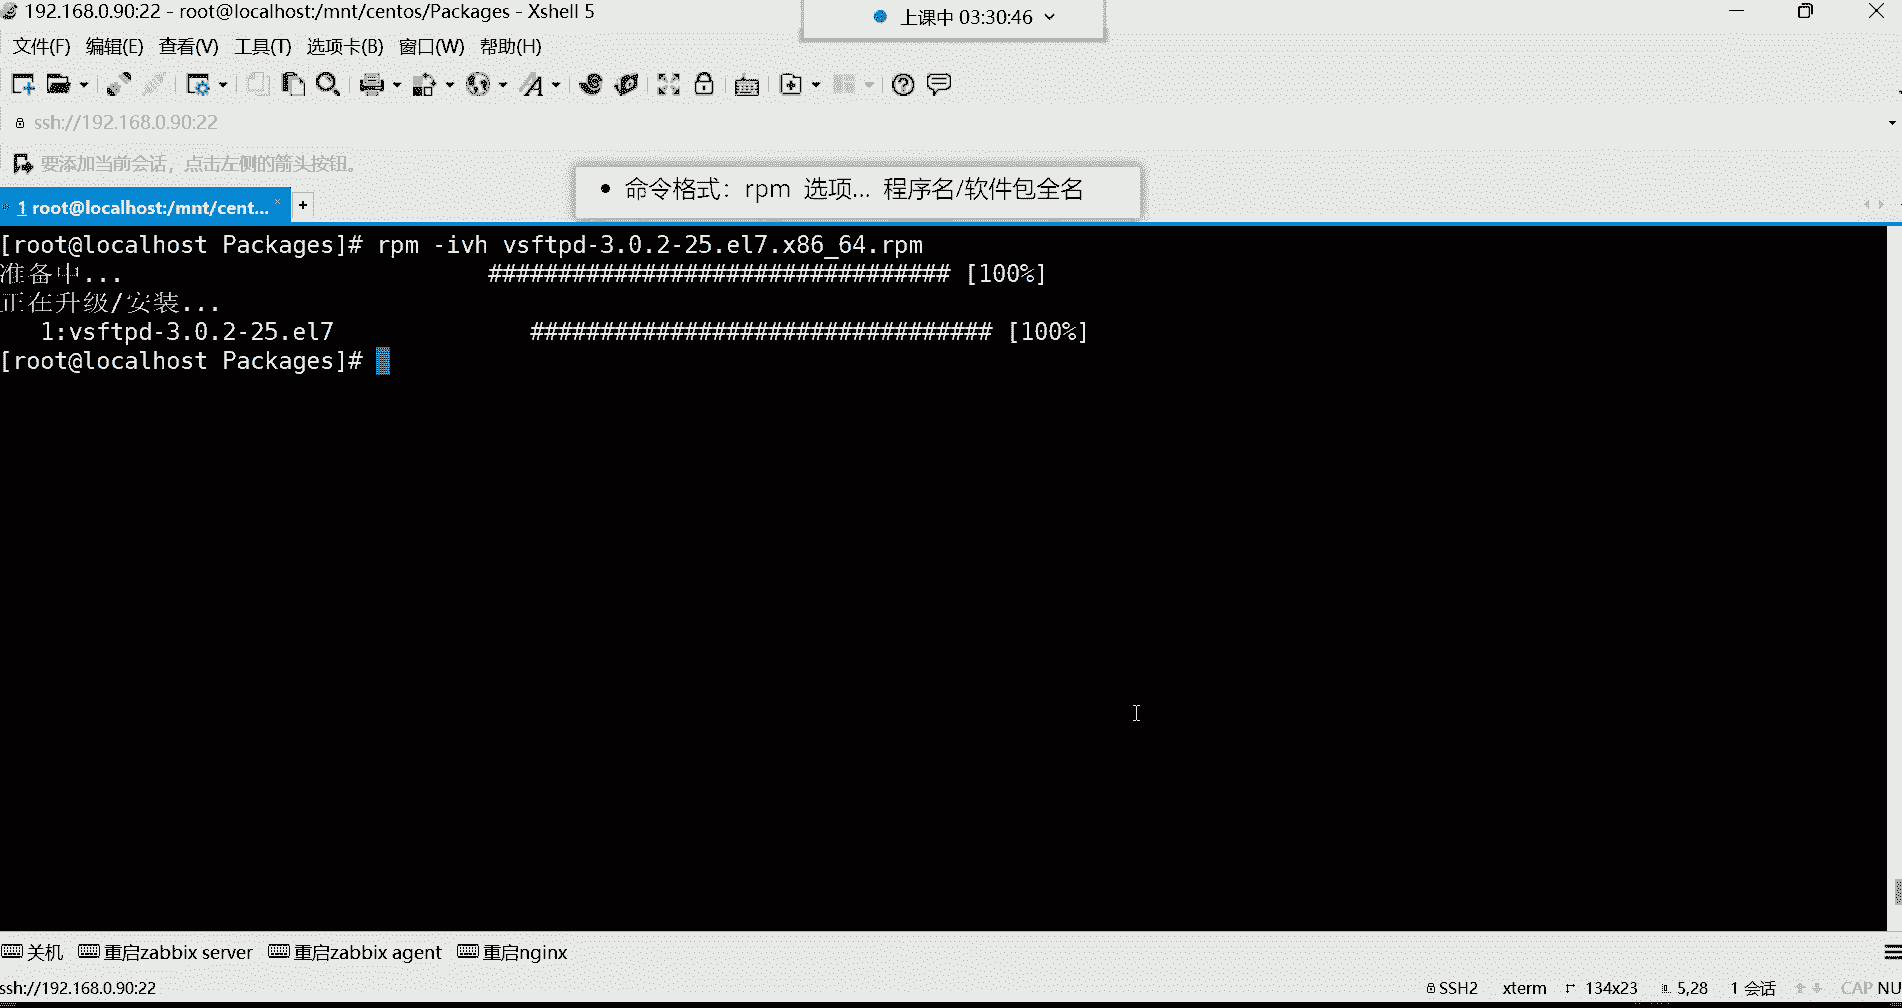 192.168.0.90:22 - root@localhost:/mnt/centos/Packages - Xshell 5
上课中 03:30:46
文件(F) 编辑(E) 查看(V) 工具(T) 选项卡(B) 窗口(W) 帮助(H)
ssh://192.168.0.90:22
要添加当前会话，点击左侧的箭头按钮。
• 命令格式：rpm 选项... 程序名/软件包全名
1 root@localhost:/mnt/cent... × +
[root@localhost Packages]# rpm -ivh vsftpd-3.0.2-25.el7.x86_64.rpm
准备中... ################################# [100%]
正在升级/安装...
1:vsftpd-3.0.2-25.el7 ################################# [100%]
[root@localhost Packages]#
关机 重启zabbix server 重启zabbix agent 重启nginx
ssh://192.168.0.90:22 SSH2 xterm 134x23 5,28 1 会话 CAP NU